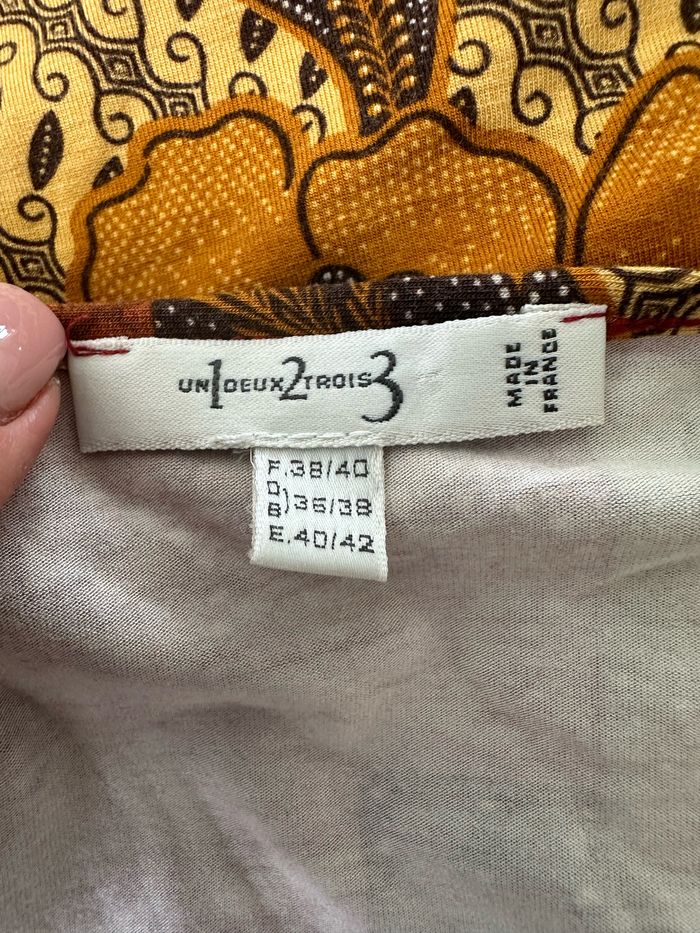 UN1DEUX2TROIS3
MADE
IN
FRANCE
F.38/40
D
B)36/38
E.40/42